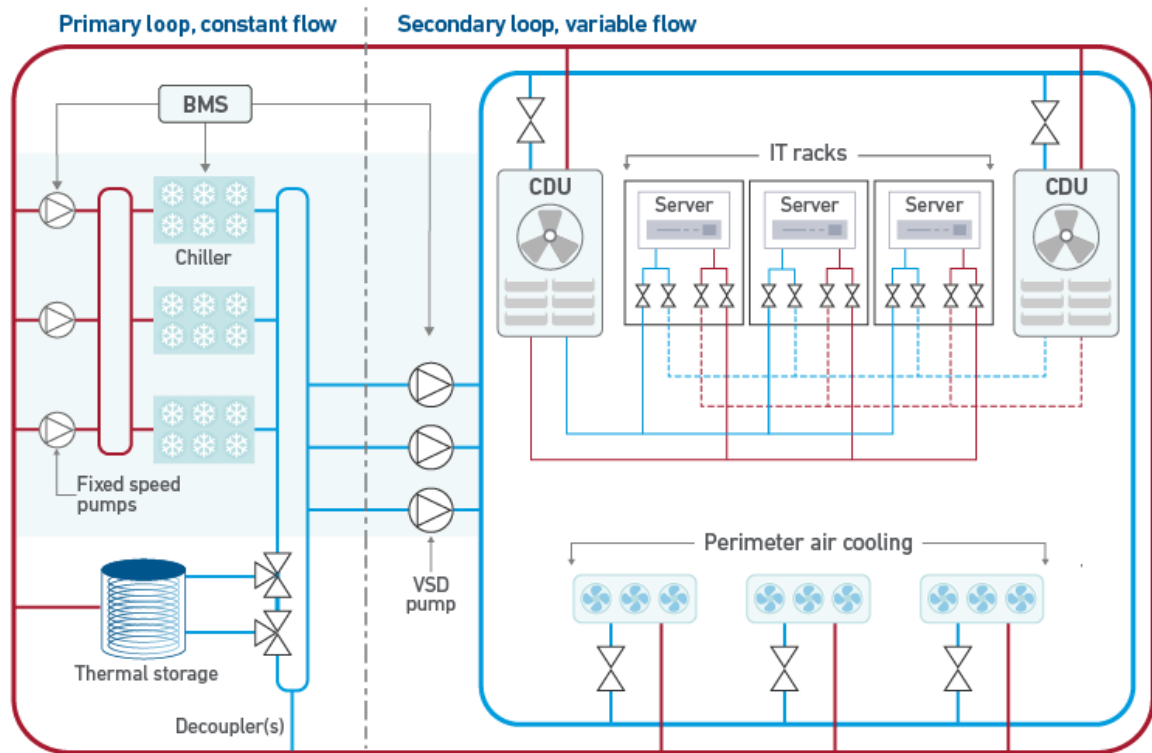 Primary loop, constant flow
Secondary loop, variable flow
BMS
IT racks
CDU
Server
Server
Server
CDU
Chiller
Fixed speed
pumps
VSD
pump
Perimeter air cooling
Thermal storage
Decoupler(s)